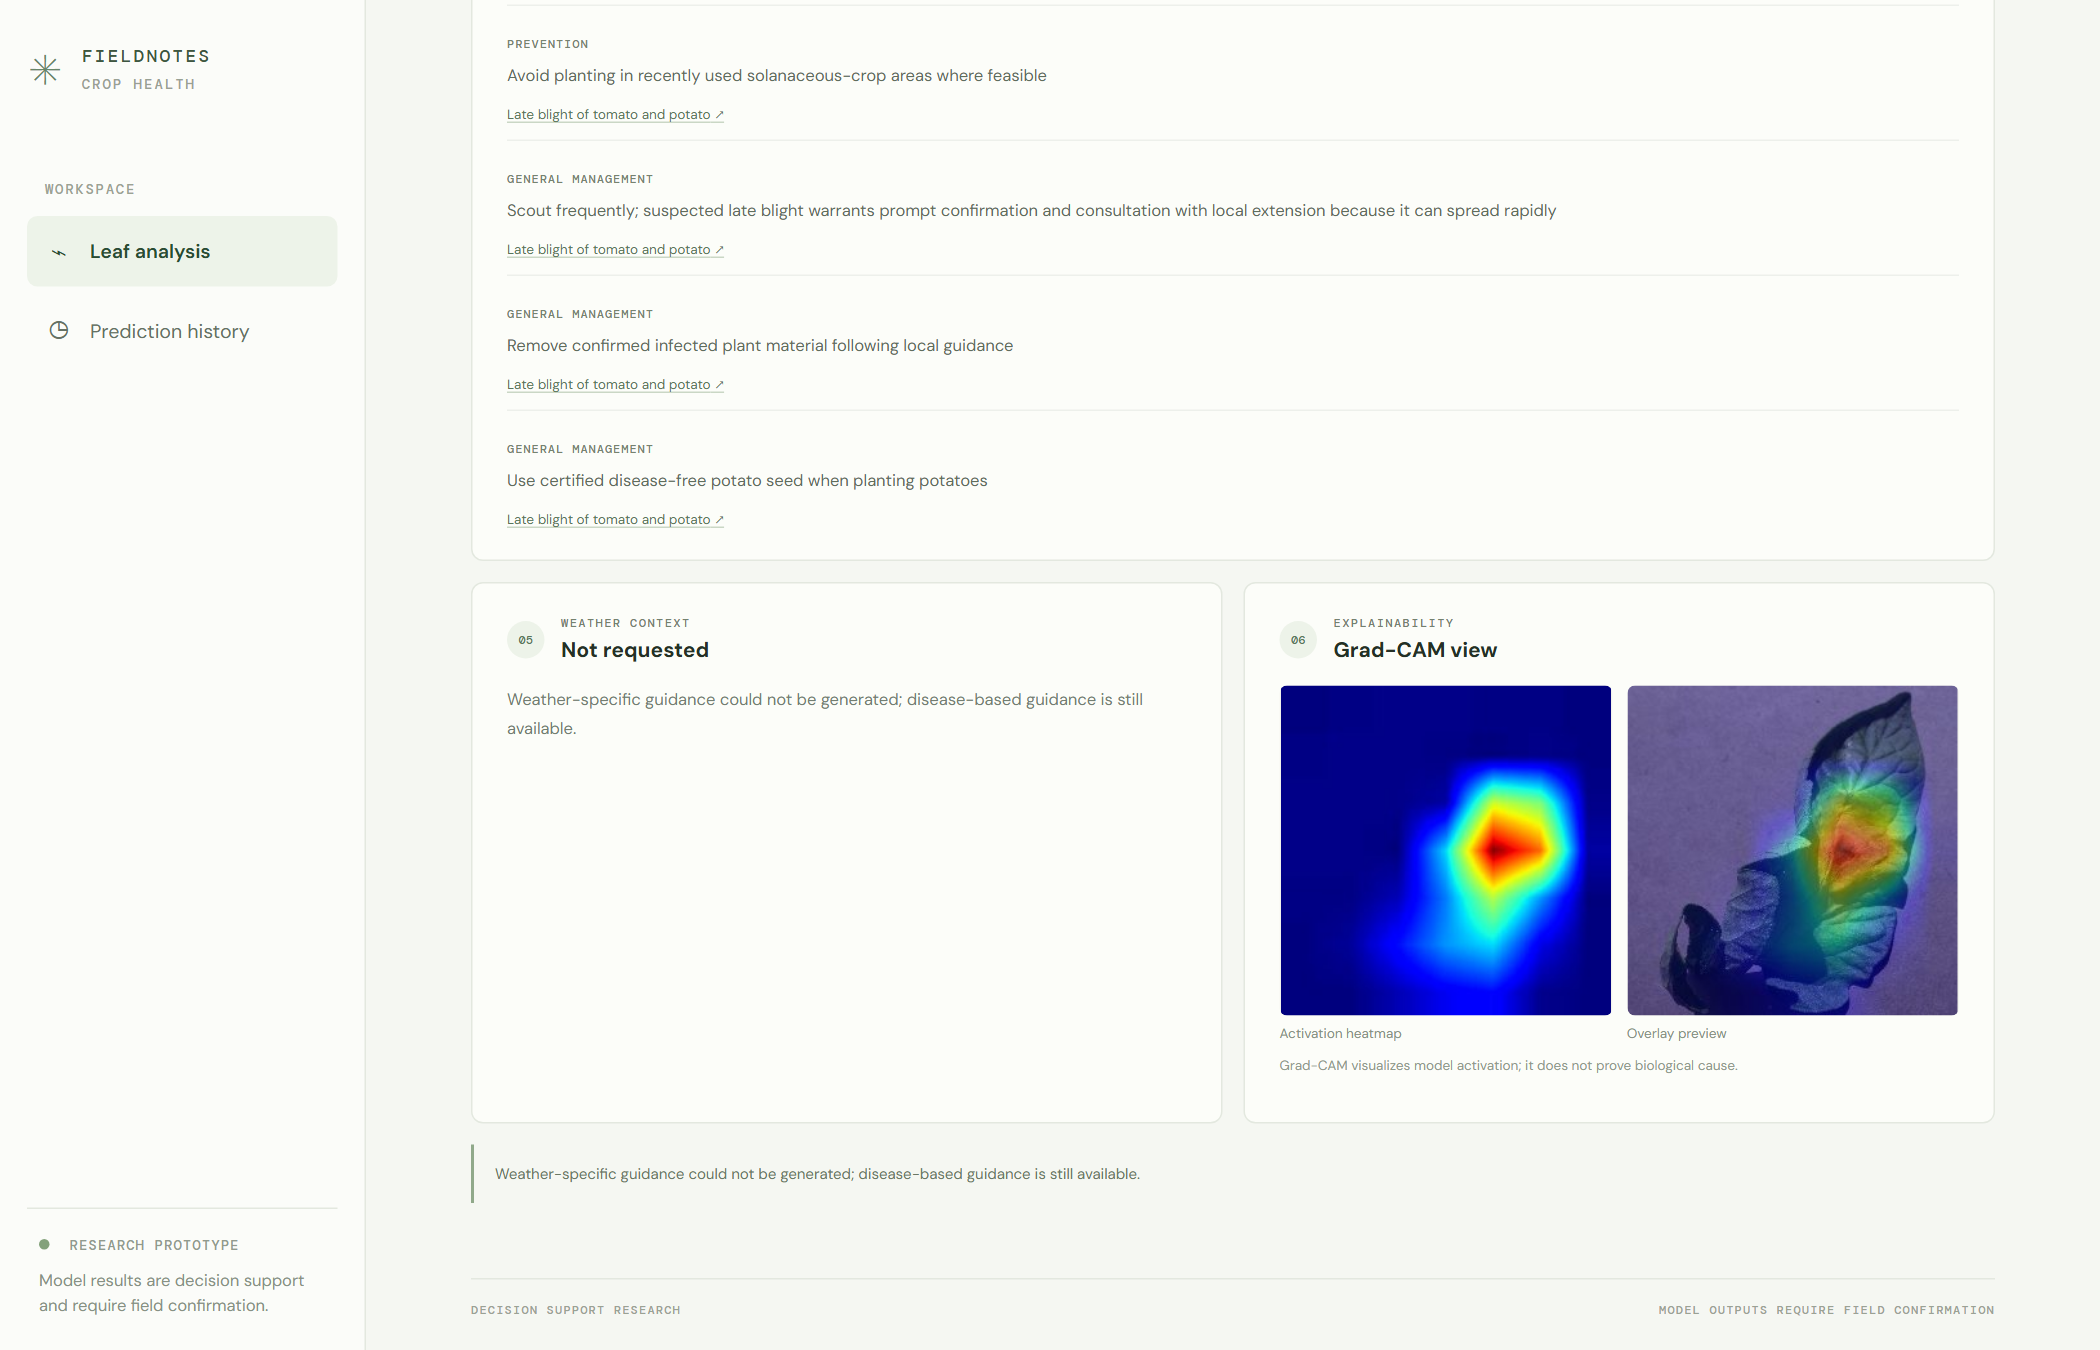 FIELDNOTES
CROP HEALTH
WORKSPACE
Leaf analysis
Prediction history
RESEARCH PROTOTYPE
Model results are decision support
and require field confirmation.
PREVENTION
Avoid planting in recently used solanaceous-crop areas where feasible
Late blight of tomato and potato ↗
GENERAL MANAGEMENT
Scout frequently; suspected late blight warrants prompt confirmation and consultation with local extension because it can spread rapidly
Late blight of tomato and potato ↗
GENERAL MANAGEMENT
Remove confirmed infected plant material following local guidance
Late blight of tomato and potato ↗
GENERAL MANAGEMENT
Use certified disease-free potato seed when planting potatoes
Late blight of tomato and potato ↗
05
WEATHER CONTEXT
Not requested
Weather-specific guidance could not be generated; disease-based guidance is still
available.
06
EXPLAINABILITY
Grad-CAM view
Activation heatmap
Overlay preview
Grad-CAM visualizes model activation; it does not prove biological cause.
Weather-specific guidance could not be generated; disease-based guidance is still available.
DECISION SUPPORT RESEARCH
MODEL OUTPUTS REQUIRE FIELD CONFIRMATION